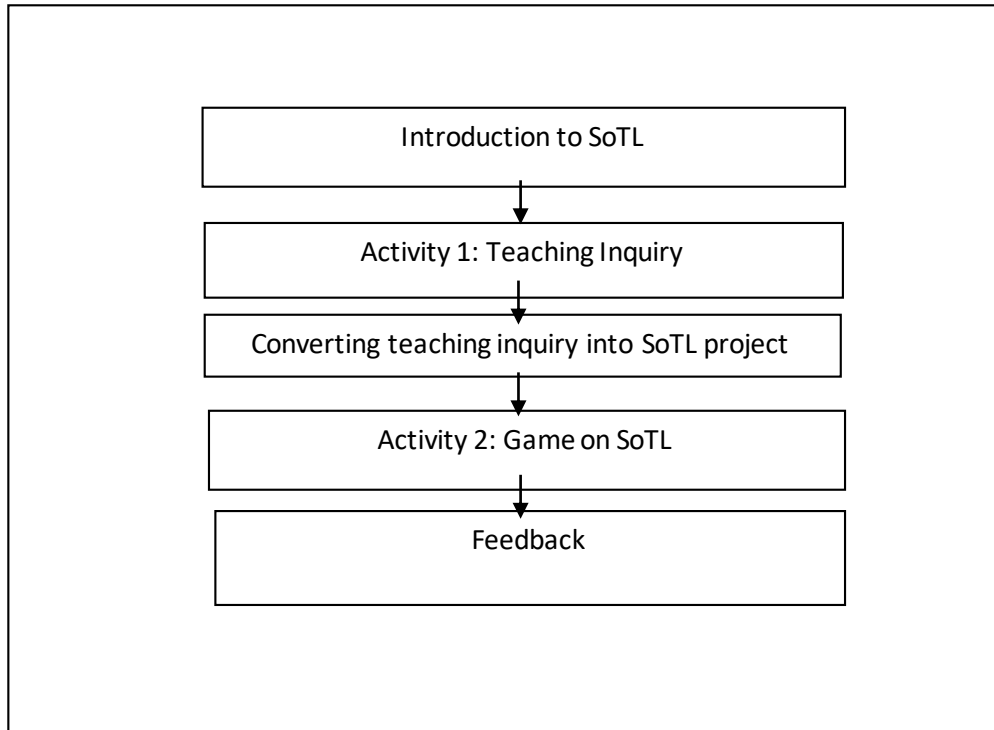 Introduction to SoTL
Activity 1: Teaching Inquiry
Converting teaching inquiry into SoTL project
Activity 2: Game on SoTL
Feedback